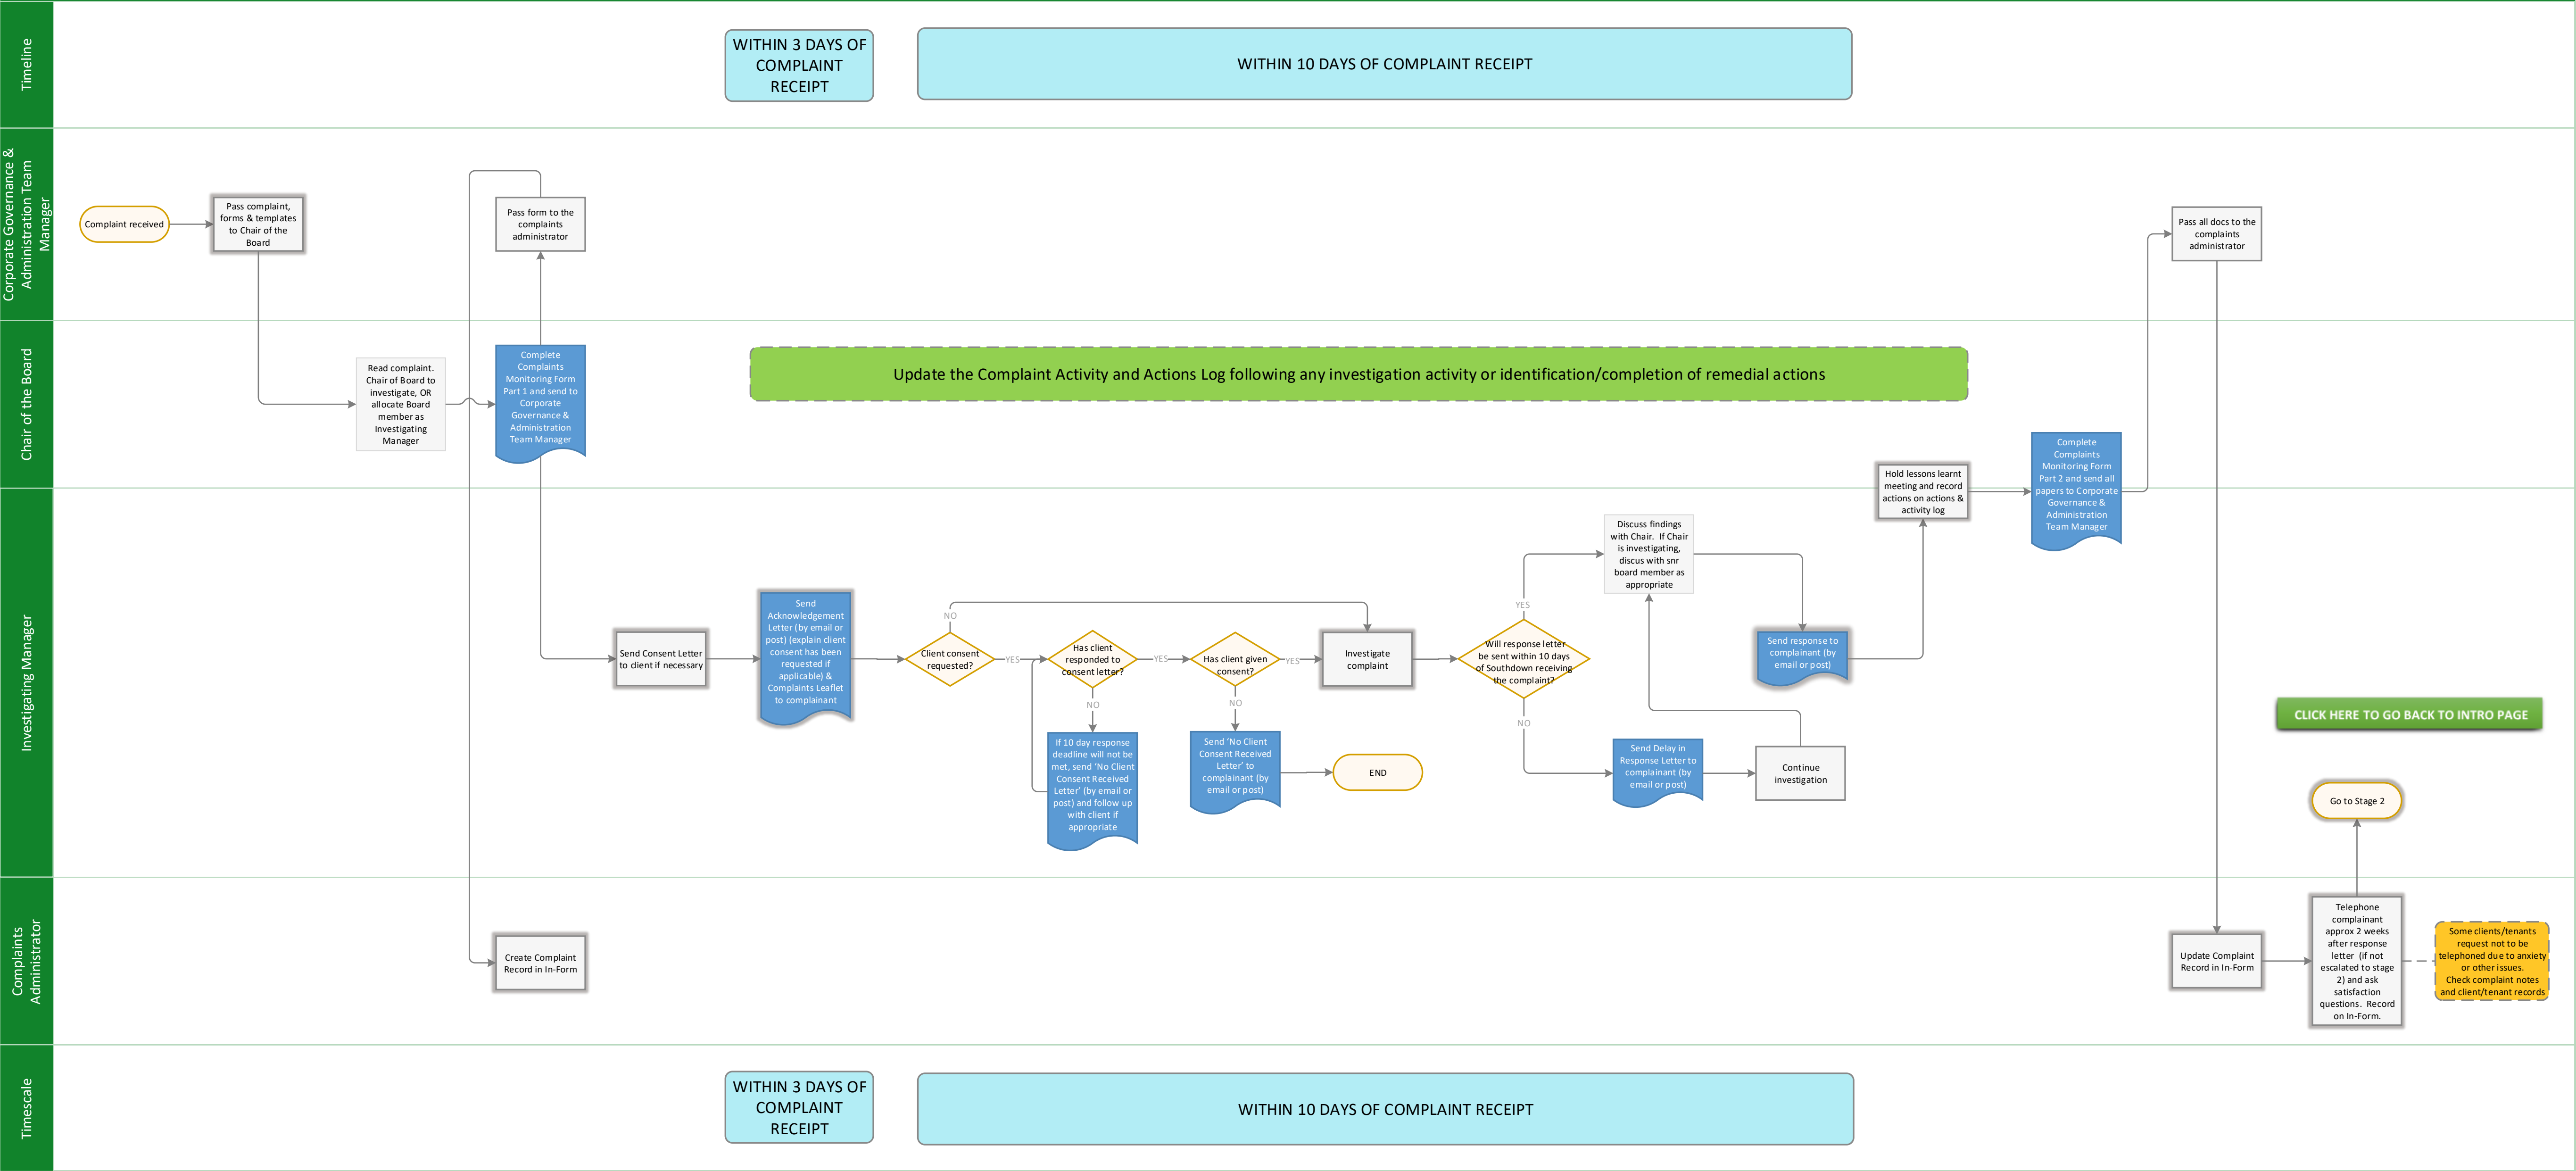 Timeline
WITHIN 3 DAYS OF
COMPLAINT
RECEIPT
WITHIN 10 DAYS OF COMPLAINT RECEIPT
Corporate Governance &
Administration Team
Manager
Complaint received
Pass complaint,
forms & templates
to Chair of the
Board
Pass form to the
complaints
administrator
Pass all docs to the
complaints
administrator
Chair of the Board
Read complaint.
Chair of Board to
investigate, OR
allocate Board
member as
Investigating
Manager
Complete
Complaints
Monitoring Form
Part 1 and send to
Corporate
Governance &
Administration
Team Manager
Update the Complaint Activity and Actions Log following any investigation activity or identification/completion of remedial actions
Hold lessons learnt
meeting and record
actions on actions &
activity log
Complete
Complaints
Monitoring Form
Part 2 and send all
papers to Corporate
Governance &
Administration
Team Manager
Investigating Manager
Send Consent Letter
to client if necessary
Send
Acknowledgement
Letter (by email or
post) (explain client
consent has been
requested if
applicable) &
Complaints Leaflet
to complainant
Client consent
requested?
NO
YES
Has client
responded to
consent letter?
YES
NO
If 10 day response
deadline will not be
met, send ‘No Client
Consent Received
Letter’ (by email or
post) and follow up
with client if
appropriate
Has client given
consent?
YES
NO
Send ‘No Client
Consent Received
Letter’ to
complainant (by
email or post)
END
Investigate
complaint
Will response letter
be sent within 10 days
of Southdown receiving
the complaint?
YES
NO
Discuss findings
with Chair. If Chair
is investigating,
discus with snr
board member as
appropriate
Send Delay in
Response Letter to
complainant (by
email or post)
Continue
investigation
Send response to
complainant (by
email or post)
CLICK HERE TO GO BACK TO INTRO PAGE
Go to Stage 2
Complaints
Administrator
Create Complaint
Record in In-Form
Update Complaint
Record in In-Form
Telephone
complainant
approx 2 weeks
after response
letter (if not
escalated to stage
2) and ask
satisfaction
questions. Record
on In-Form.
Some clients/tenants
request not to be
telephoned due to anxiety
or other issues.
Check complaint notes
and client/tenant records
Timescale
WITHIN 3 DAYS OF
COMPLAINT
RECEIPT
WITHIN 10 DAYS OF COMPLAINT RECEIPT